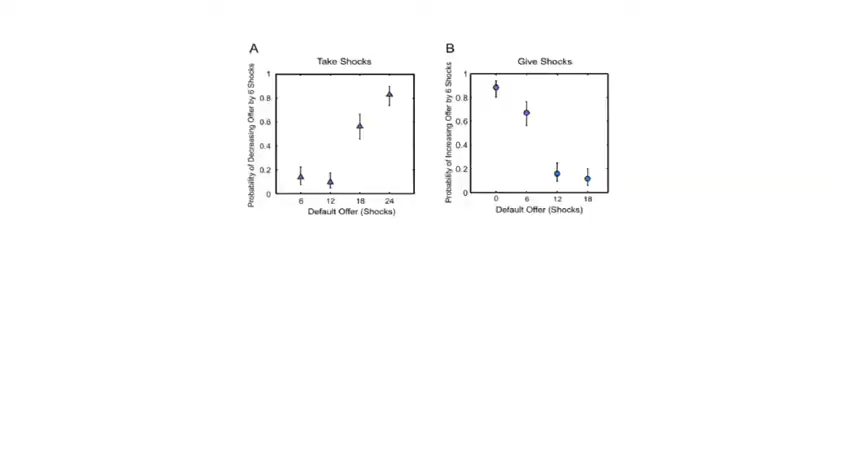 A
Take Shocks
Probability of Decreasing Offer by 6 Shocks
1
0.8
0.6
0.4
0.2
0
6 12 18 24
Default Offer (Shocks)
B
Give Shocks
Probability of Increasing Offer by 6 Shocks
1
0.8
0.6
0.4
0.2
0
0 6 12 18
Default Offer (Shocks)